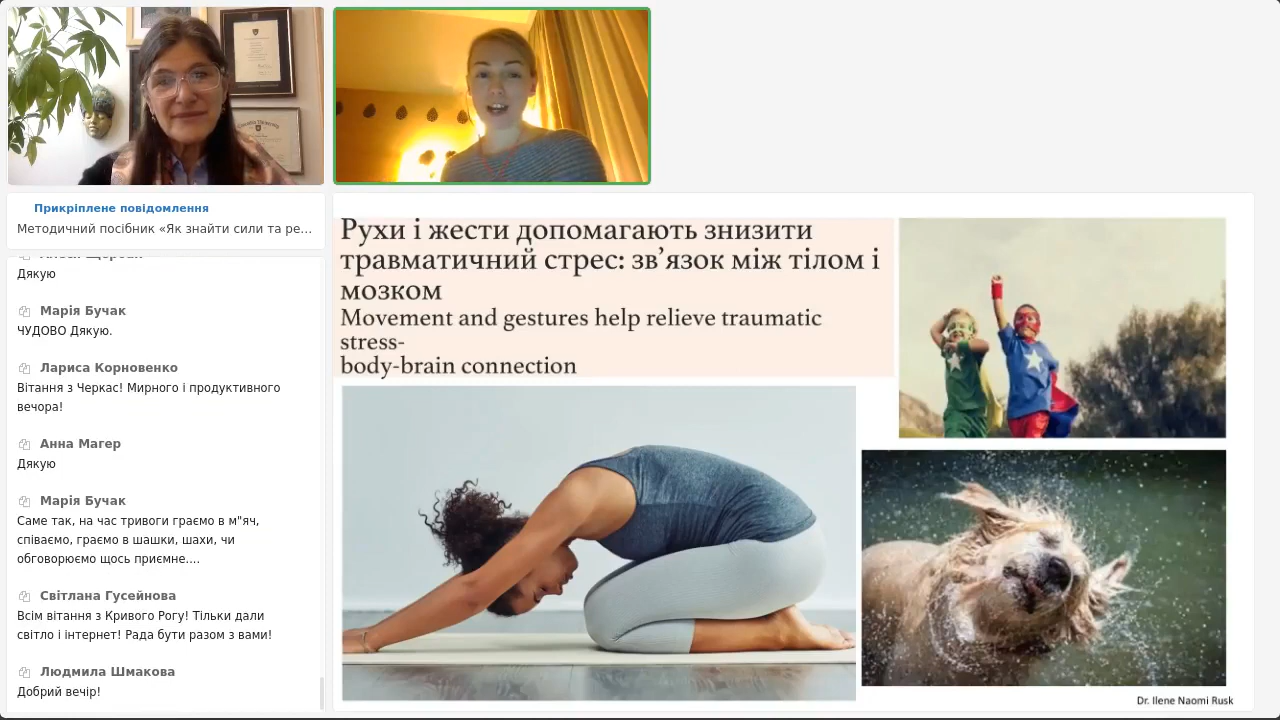 Прикріплене повідомлення
Методичний посібник «Як знайти сили та ре…
Дякую
Марія Бучак
ЧУДОВО Дякую.
Лариса Корновенко
Вітання з Черкас! Мирного і продуктивного
вечора!
Анна Магер
Дякую
Марія Бучак
Саме так, на час тривоги граємо в м"яч,
співаємо, граємо в шашки, шахи, чи
обговорюємо щось приємне....
Світлана Гусейнова
Всім вітання з Кривого Рогу! Тільки дали
світло і інтернет! Рада бути разом з вами!
Людмила Шмакова
Добрий вечір!
Рухи і жести допомагають знизити
травматичний стрес: зв’язок між тілом і
мозком
Movement and gestures help relieve traumatic
stress-
body-brain connection
Dr. Ilene Naomi Rusk